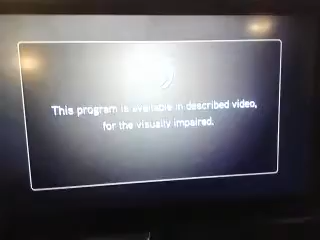 This program is available in described video,
for the visually impaired.